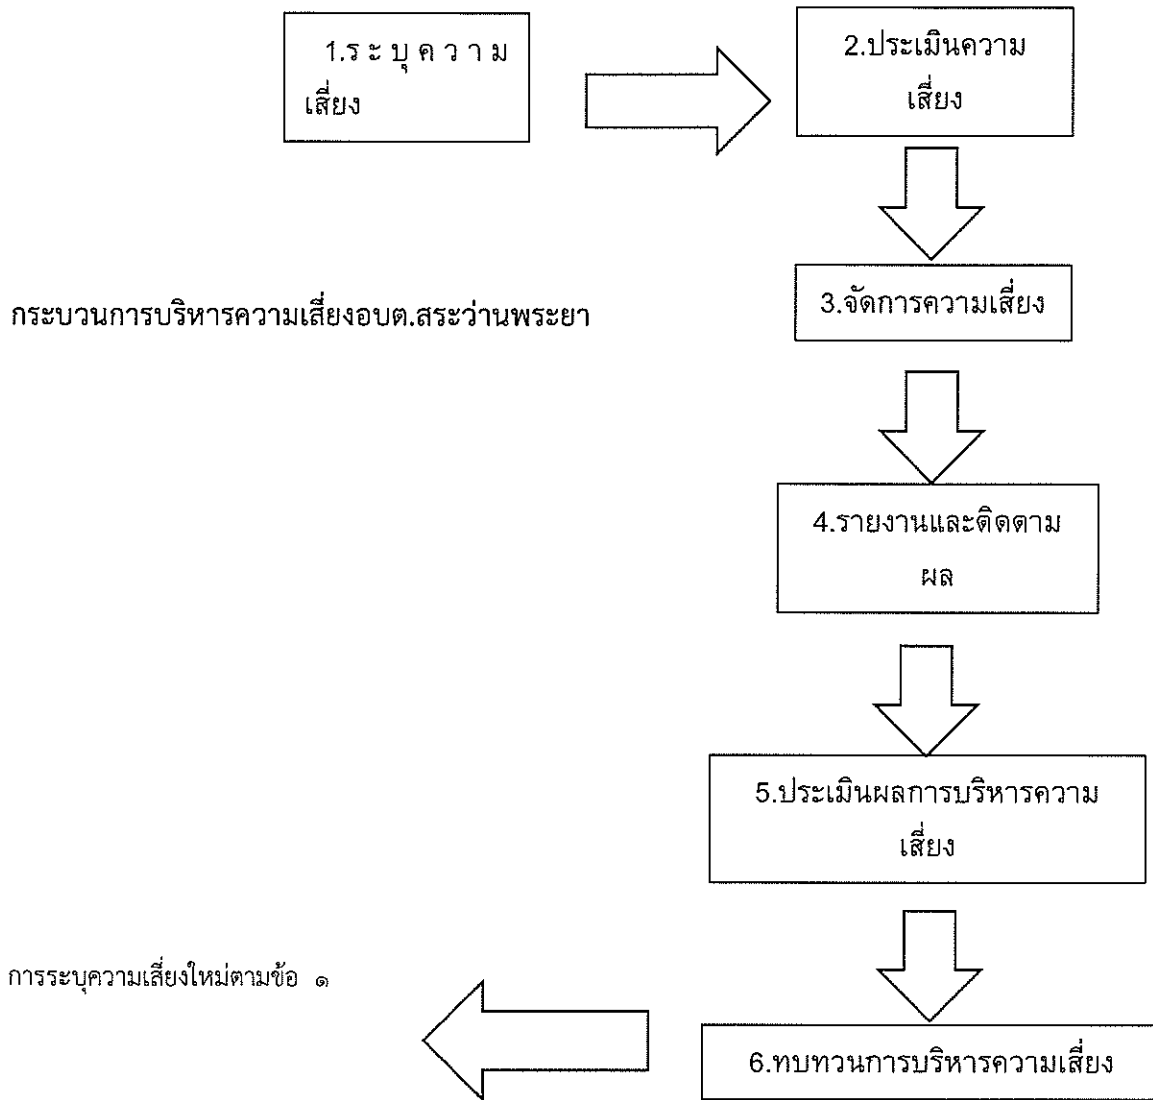 1.ร ะ บุ ค ว า ม
เสี่ยง
2.ประเมินความ
เสี่ยง
3.จัดการความเสี่ยง
กระบวนการบริหารความเสี่ยงอบต.สระว่านพระยา
4.รายงานและติดตาม
ผล
5.ประเมินผลการบริหารความ
เสี่ยง
การระบุความเสี่ยงใหม่ตามข้อ ๑
6.ทบทวนการบริหารความเสี่ยง